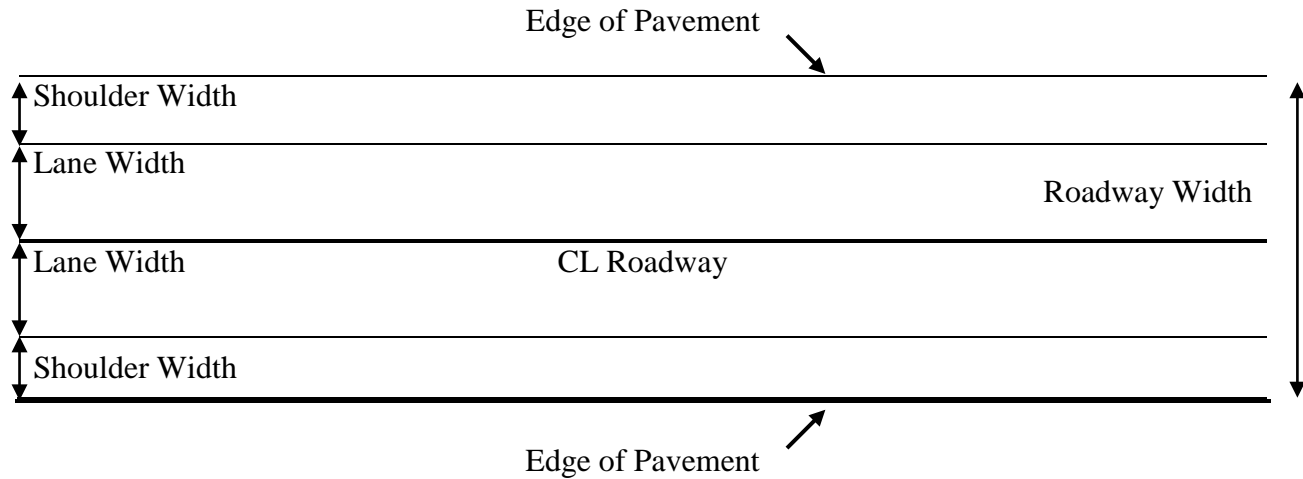 Edge of Pavement
Shoulder Width
Lane Width
Roadway Width
Lane Width
CL Roadway
Shoulder Width
Edge of Pavement